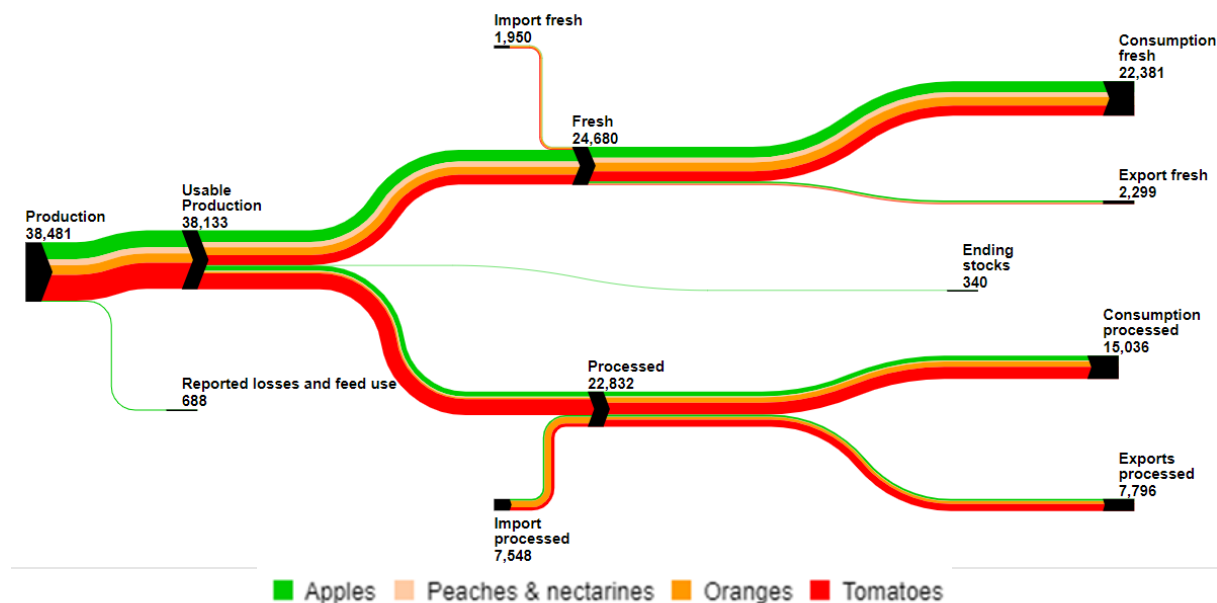 Import fresh
1,950
Consumption
fresh
22,381
Fresh
24,680
Export fresh
2,299
Usable
Production
38,133
Production
38,481
Ending
stocks
340
Consumption
processed
15,036
Processed
22,832
Reported losses and feed use
688
Exports
processed
7,796
Import
processed
7,548
Apples Peaches & nectarines Oranges Tomatoes